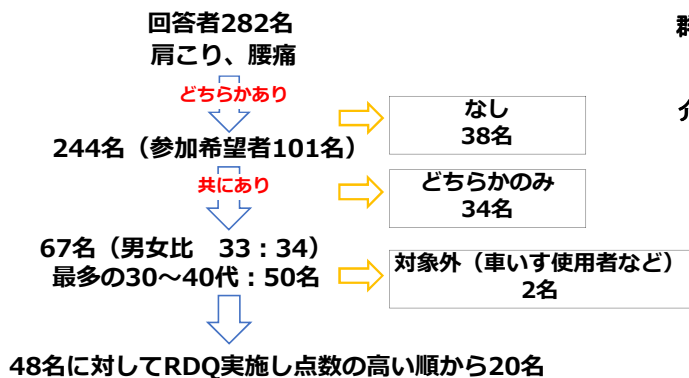 回答者282名
肩こり、腰痛
どちらかあり
なし
38名
244名（参加希望者101名）
共にあり
どちらかのみ
34名
67名（男女比　33：34）
最多の30～40代：50名
対象外（車いす使用者など）
2名
48名に対してRDQ実施し点数の高い順から20名